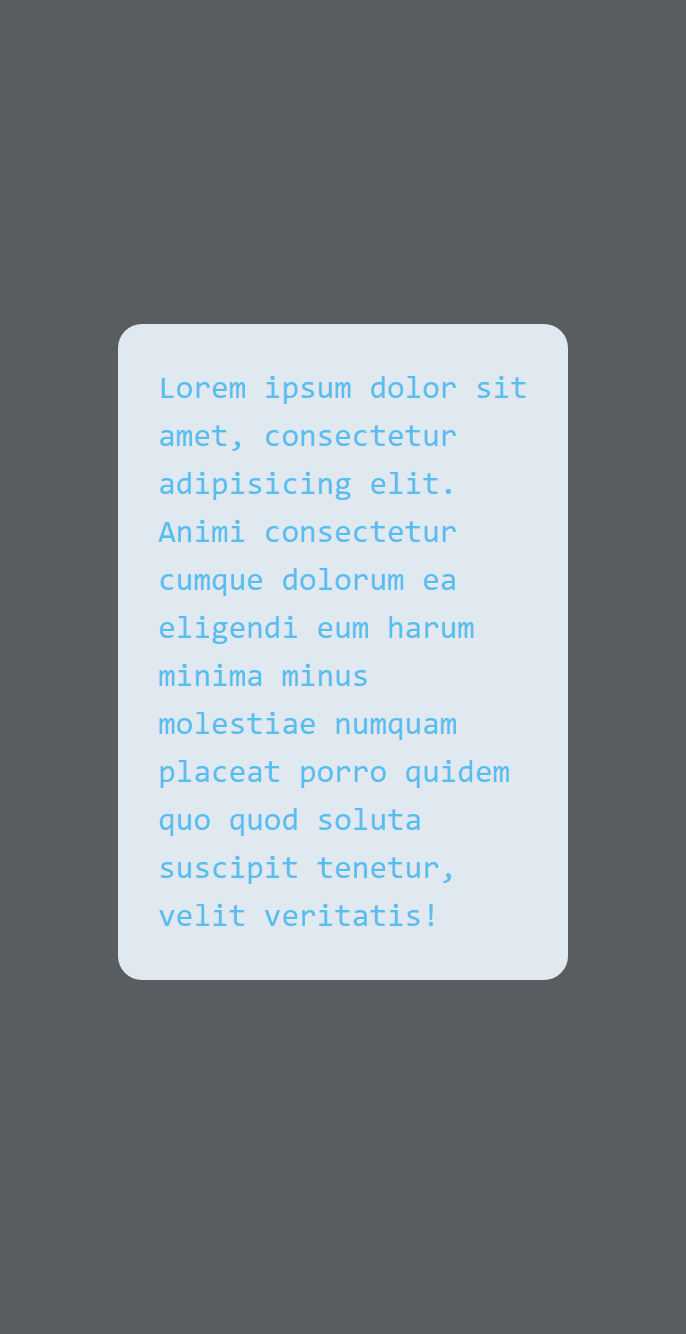 Lorem ipsum dolor sit
amet, consectetur
adipisicing elit.
Animi consectetur
cumque dolorum ea
eligendi eum harum
minima minus
molestiae numquam
placeat porro quidem
quo quod soluta
suscipit tenetur,
velit veritatis!